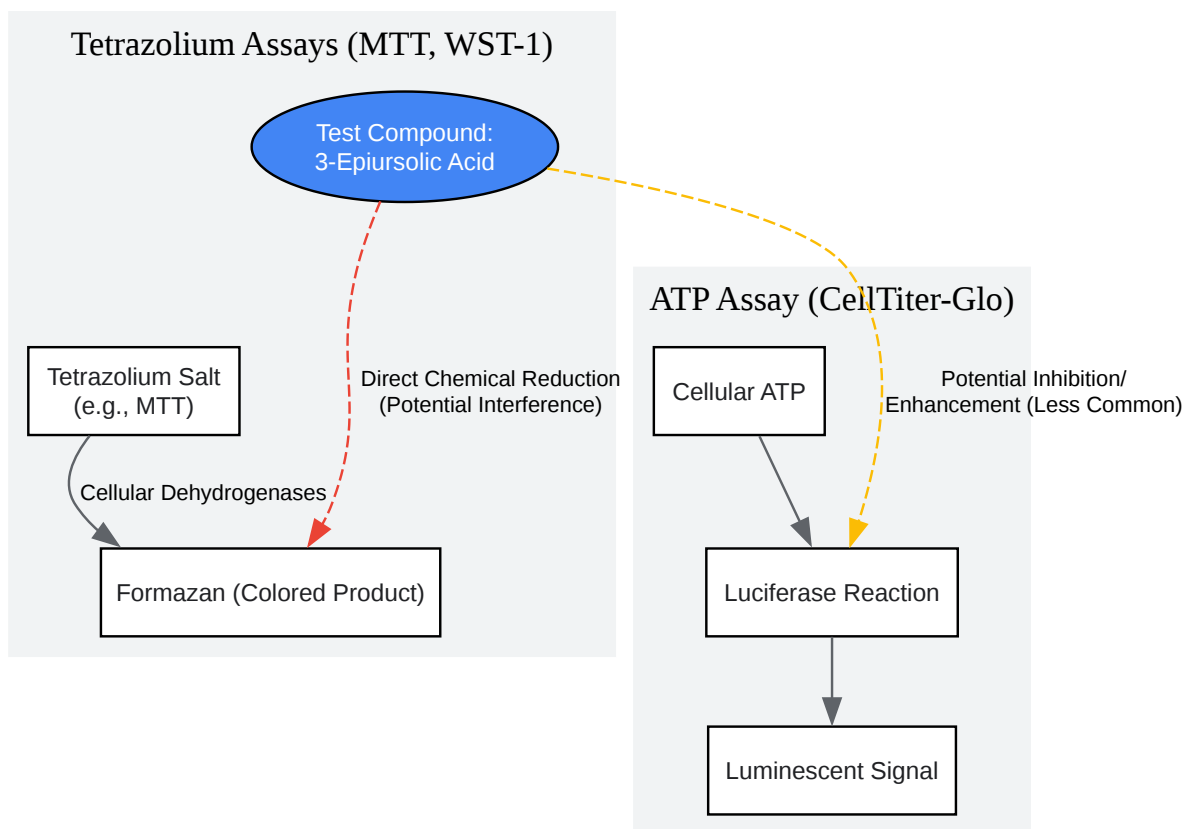 Tetrazolium Assays (MTT, WST-1)
Test Compound:
3-Epiursolic Acid
Tetrazolium Salt
(e.g., MTT)
Direct Chemical Reduction
(Potential Interference)
Cellular Dehydrogenases
Formazan (Colored Product)
ATP Assay (CellTiter-Glo)
Cellular ATP
Potential Inhibition/
Enhancement (Less Common)
Luciferase Reaction
Luminescent Signal